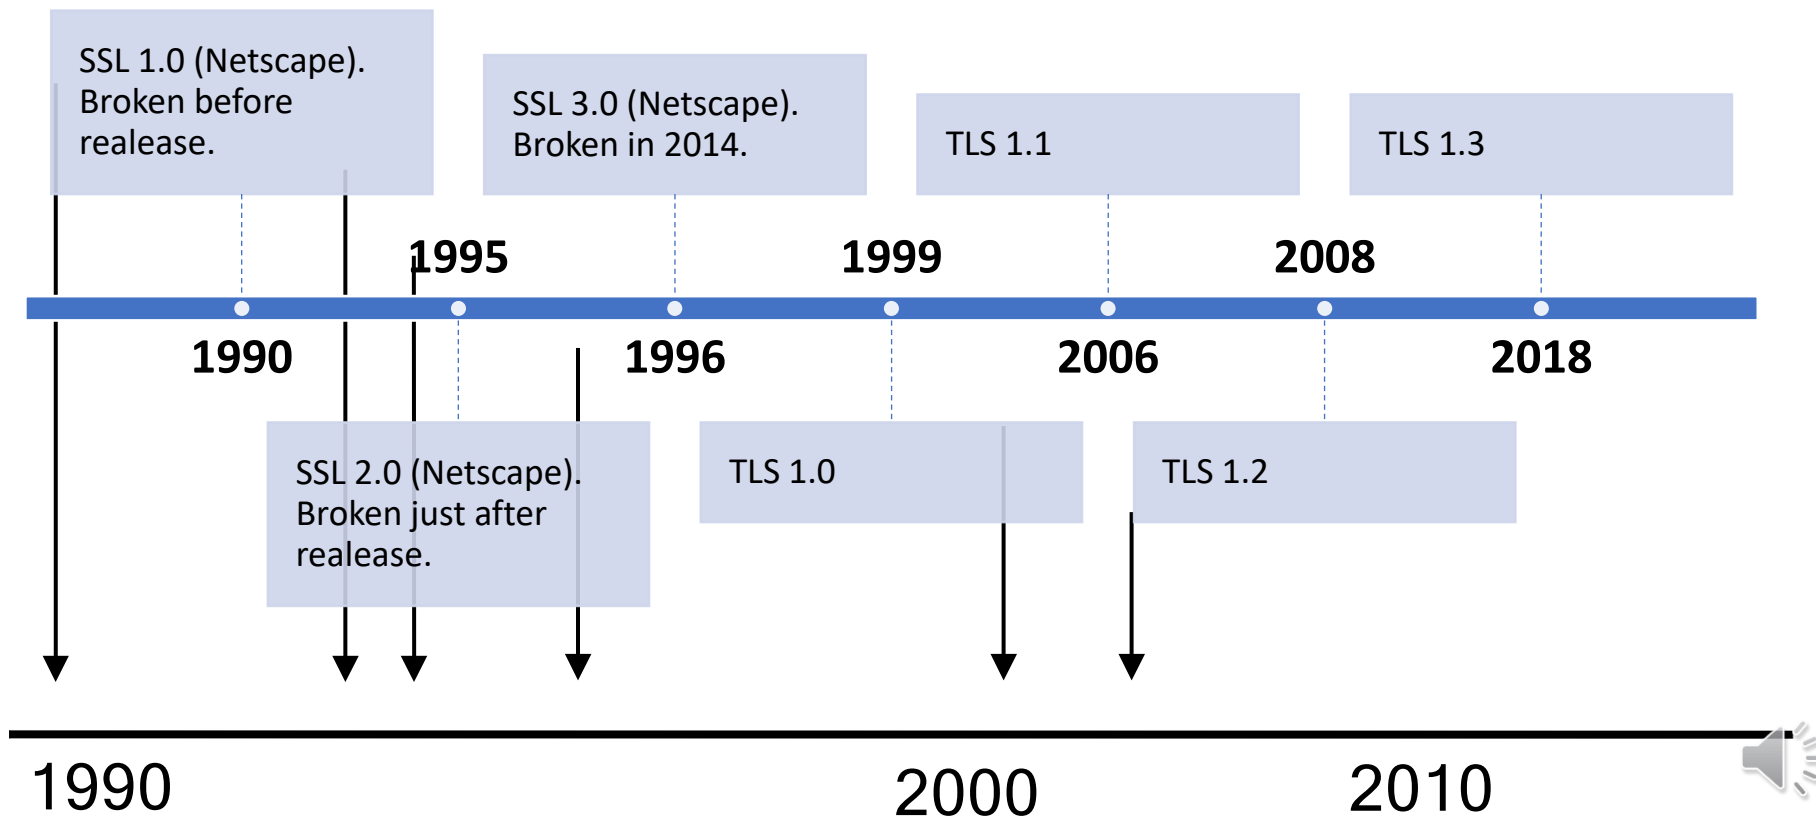 SSL 1.0 (Netscape).
Broken before
realease.
SSL 3.0 (Netscape).
Broken in 2014.
TLS 1.1
TLS 1.3
1995
1999
2008
1990
1996
2006
2018
SSL 2.0 (Netscape).
Broken just after
realease.
TLS 1.0
TLS 1.2
1990
2000
2010